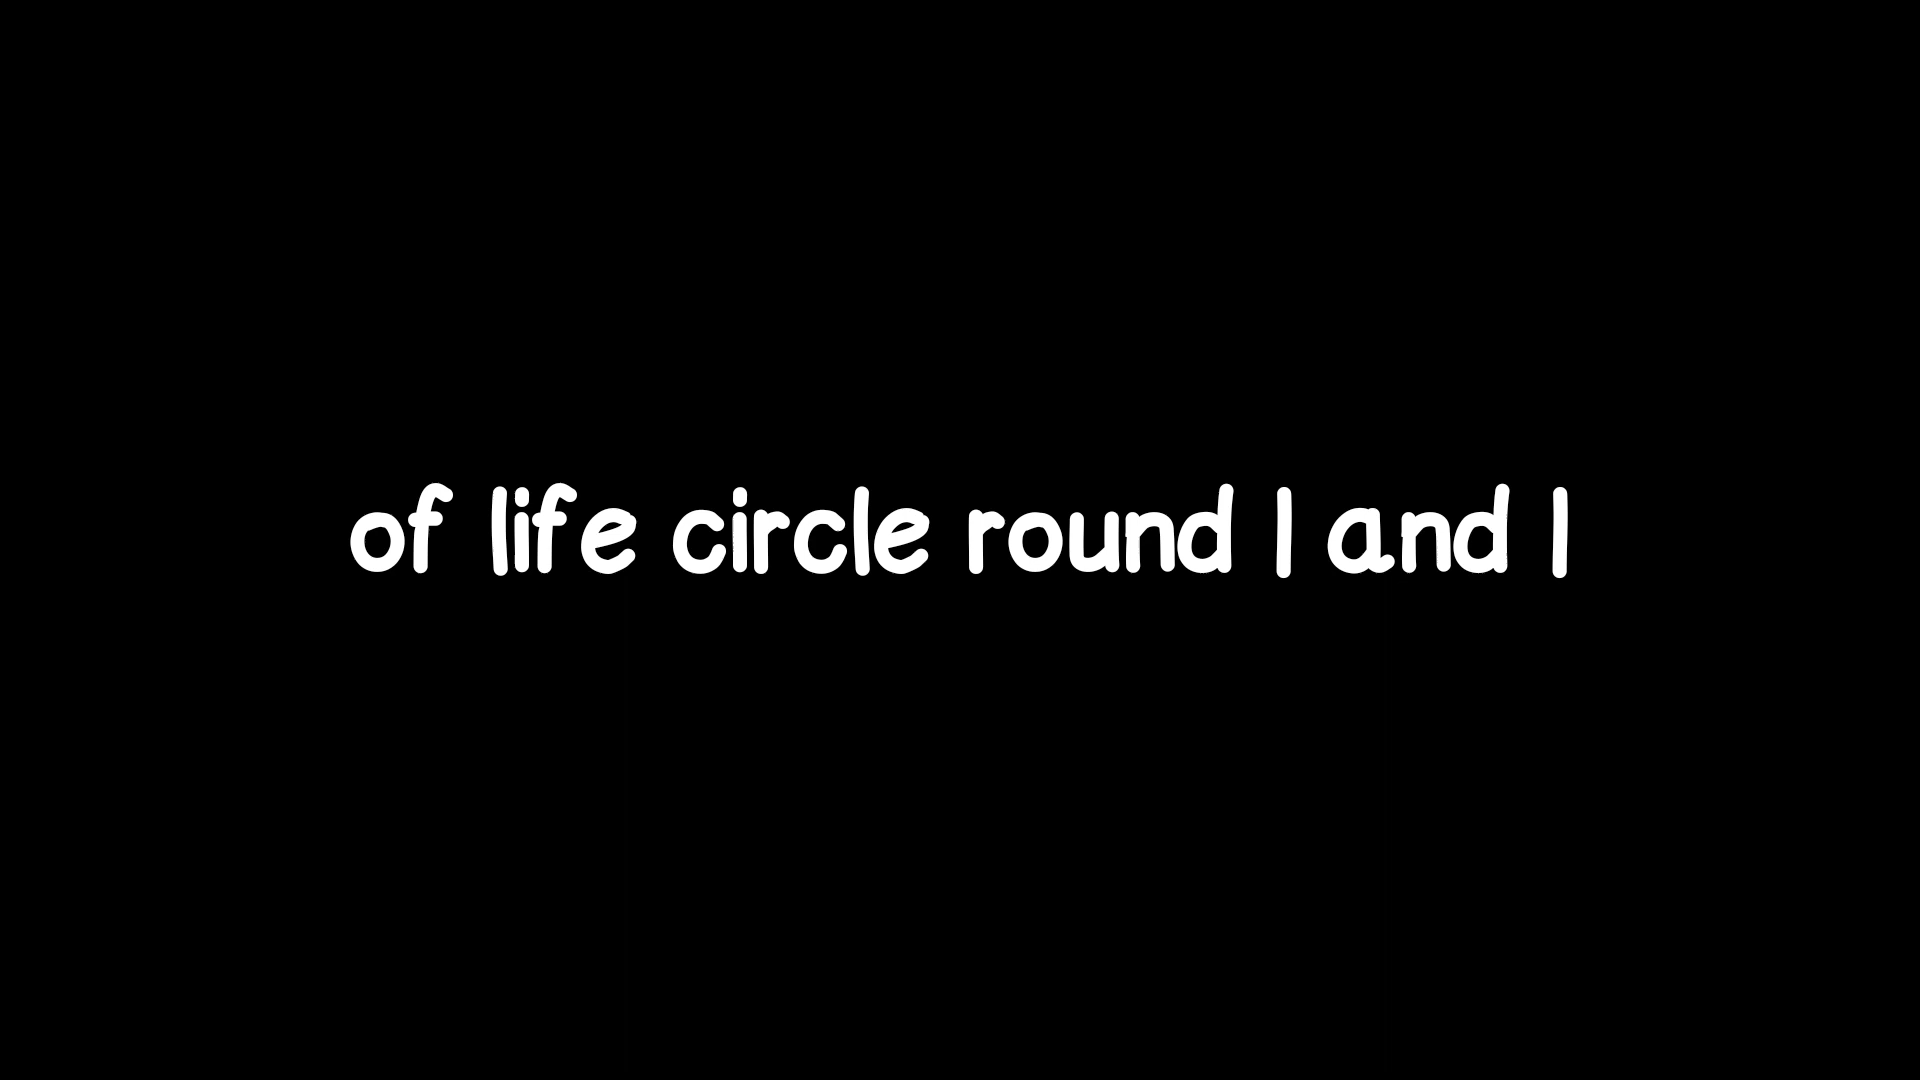 of life circle round | and |